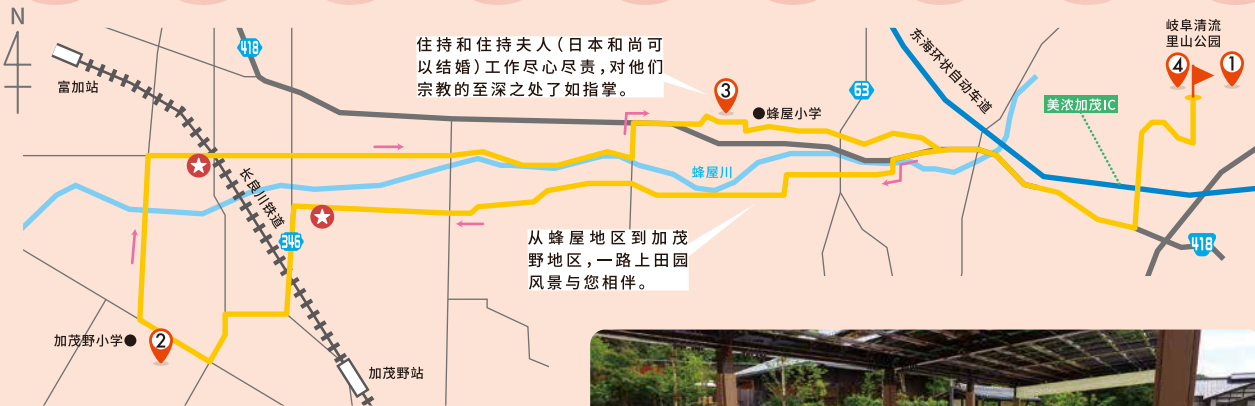 N
418
富加站
住持和住持夫人(日本和尚可
以结婚)工作尽心尽责,对他们
宗教的至深之处了如指掌。
3
蜂屋小学
63
东海环状自动车道
岐阜清流
里山公园
4
1
美浓加茂IC
长良川铁道
蜂屋川
346
从蜂屋地区到加茂
野地区,一路上田园
风景与您相伴。
418
加茂野小学
2
加茂野站